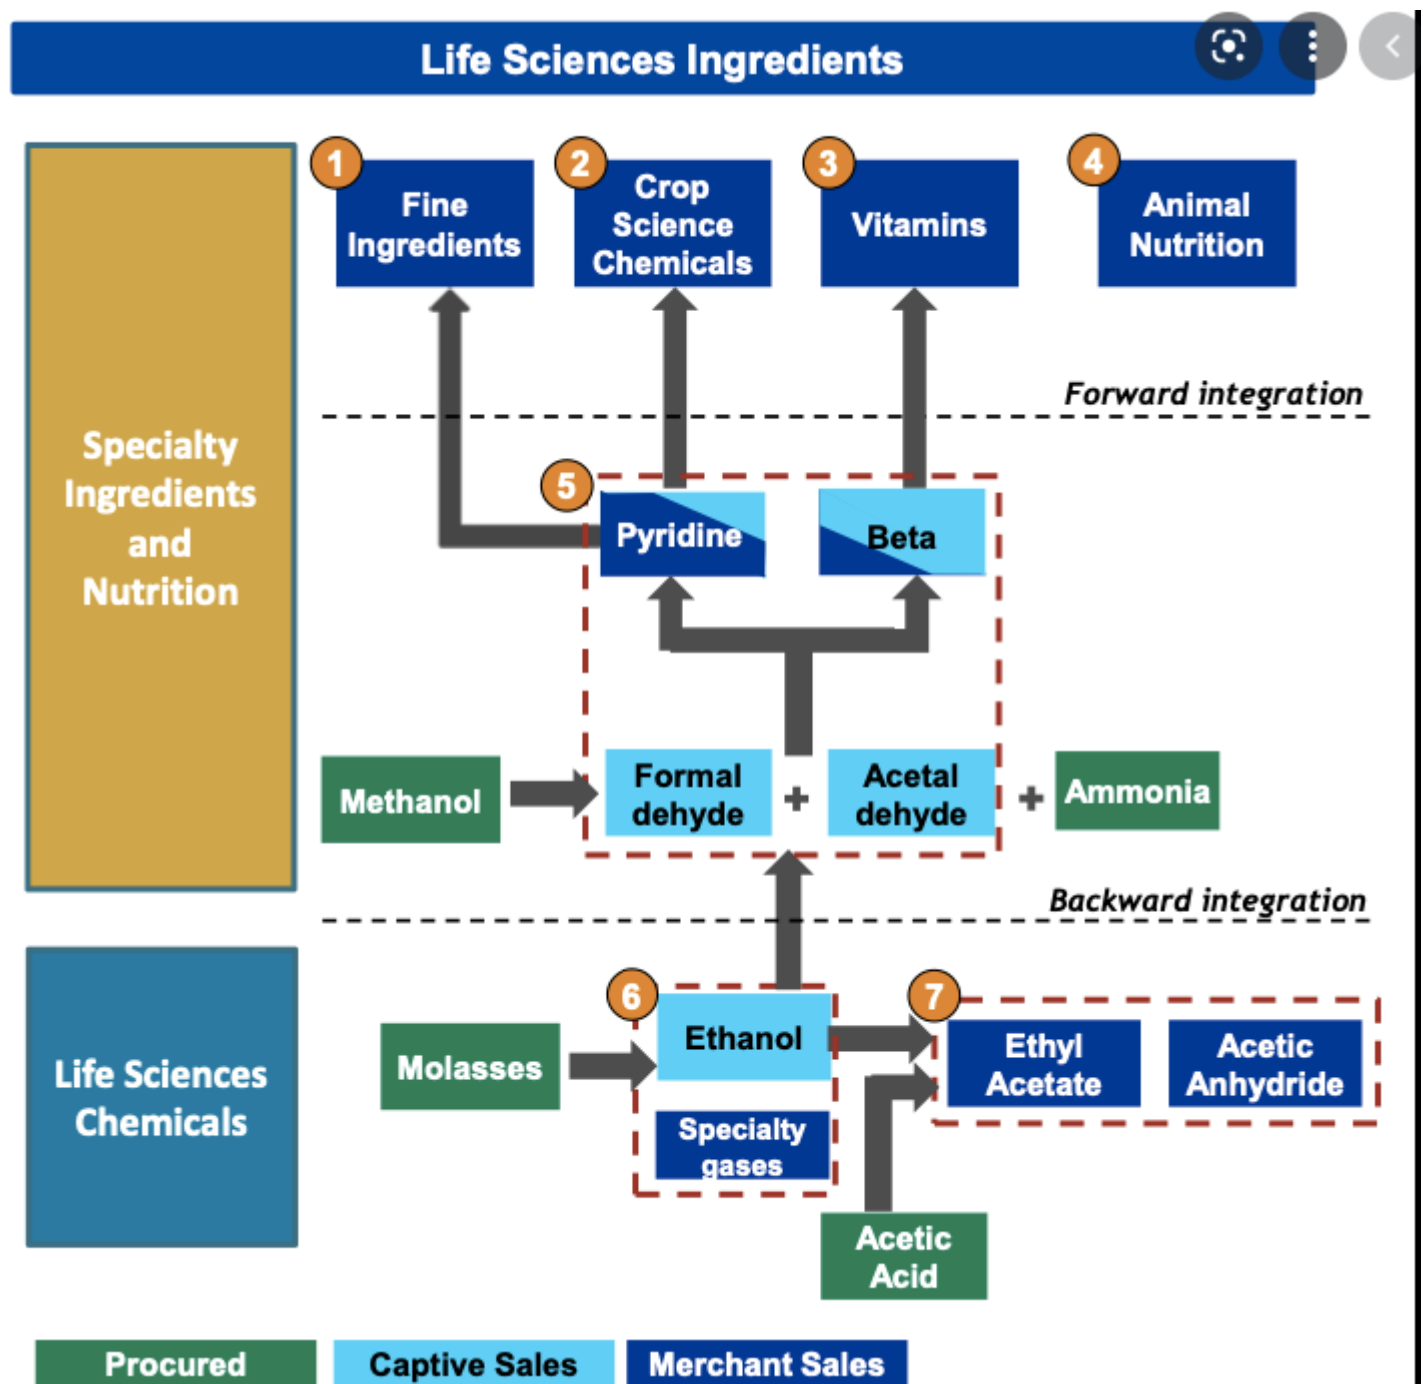 Life Sciences Ingredients
1
Fine
Ingredients
2
Crop
Science
Chemicals
3
Vitamins
4
Animal
Nutrition
Forward integration
Specialty
Ingredients
and
Nutrition
5
Pyridine
Beta
Methanol
Formal
dehyde
+
Acetal
dehyde
+
Ammonia
Backward integration
Life Sciences
Chemicals
Molasses
6
Ethanol
Specialty
gases
7
Ethyl
Acetate
Acetic
Anhydride
Acetic
Acid
Procured
Captive Sales
Merchant Sales